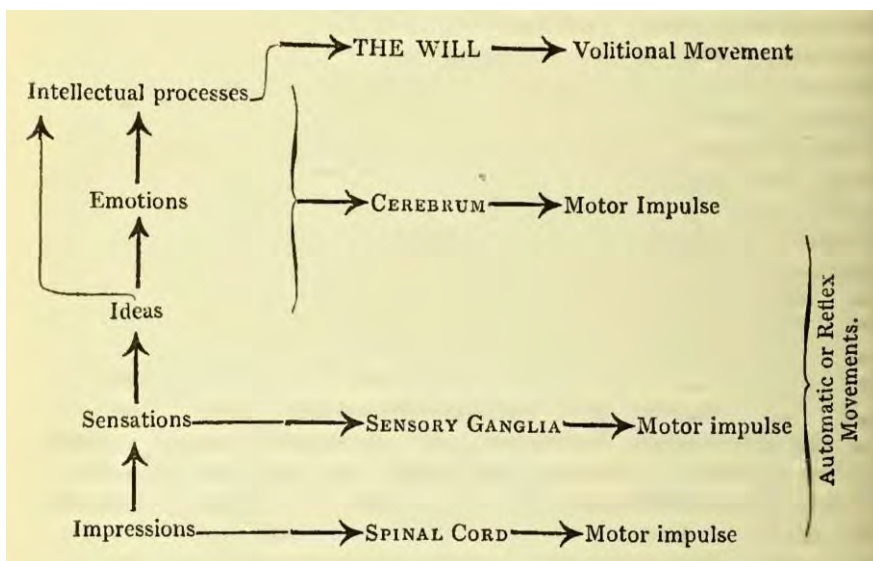 THE WILL Volitional Movement
Intellectual processes
Emotions CEREBRUM Motor Impulse
Ideas
Sensations SENSORY GANGLIA Motor impulse
Impressions SPINAL CORD Motor impulse
Automatic or Reflex
Movements.